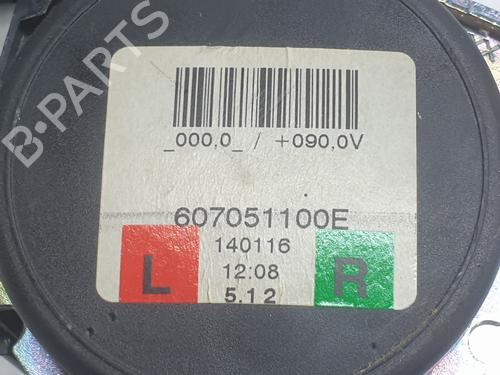 B·PARTS
_000,0_ / +090,0V
607051100E
140116
12:08
5.12
L
R